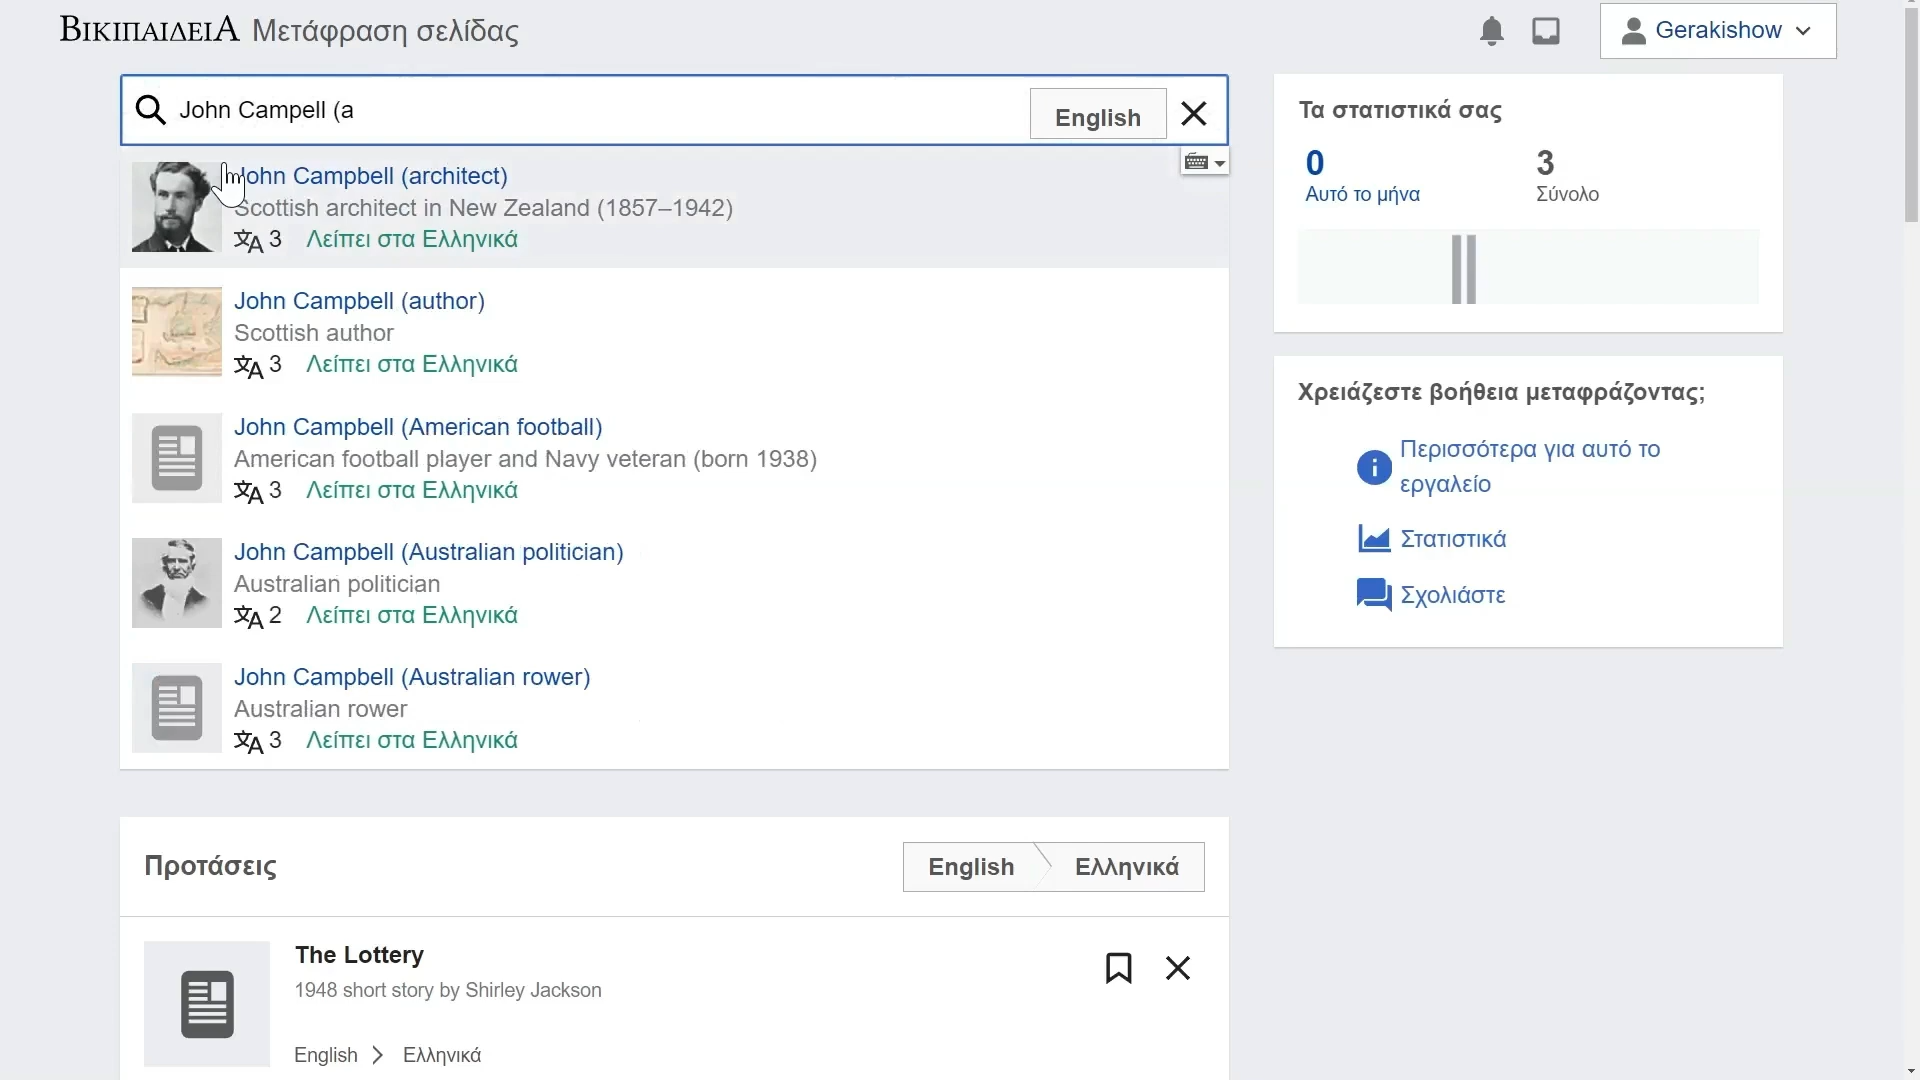 ΒΙΚΙΠΑΙΔΕΙΑ Μετάφραση σελίδας
Gerakishow
John Campell (a
English
John Campbell (architect)
Scottish architect in New Zealand (1857–1942)
3 Λείπει στα Ελληνικά
John Campbell (author)
Scottish author
3 Λείπει στα Ελληνικά
John Campbell (American football)
American football player and Navy veteran (born 1938)
3 Λείπει στα Ελληνικά
John Campbell (Australian politician)
Australian politician
2 Λείπει στα Ελληνικά
John Campbell (Australian rower)
Australian rower
3 Λείπει στα Ελληνικά
Προτάσεις
English Ελληνικά
The Lottery
1948 short story by Shirley Jackson
English Ελληνικά
Τα στατιστικά σας
0 3
Αυτό το μήνα Σύνολο
Χρειάζεστε βοήθεια μεταφράζοντας;
Περισσότερα για αυτό το
εργαλείο
Στατιστικά
Σχολιάστε